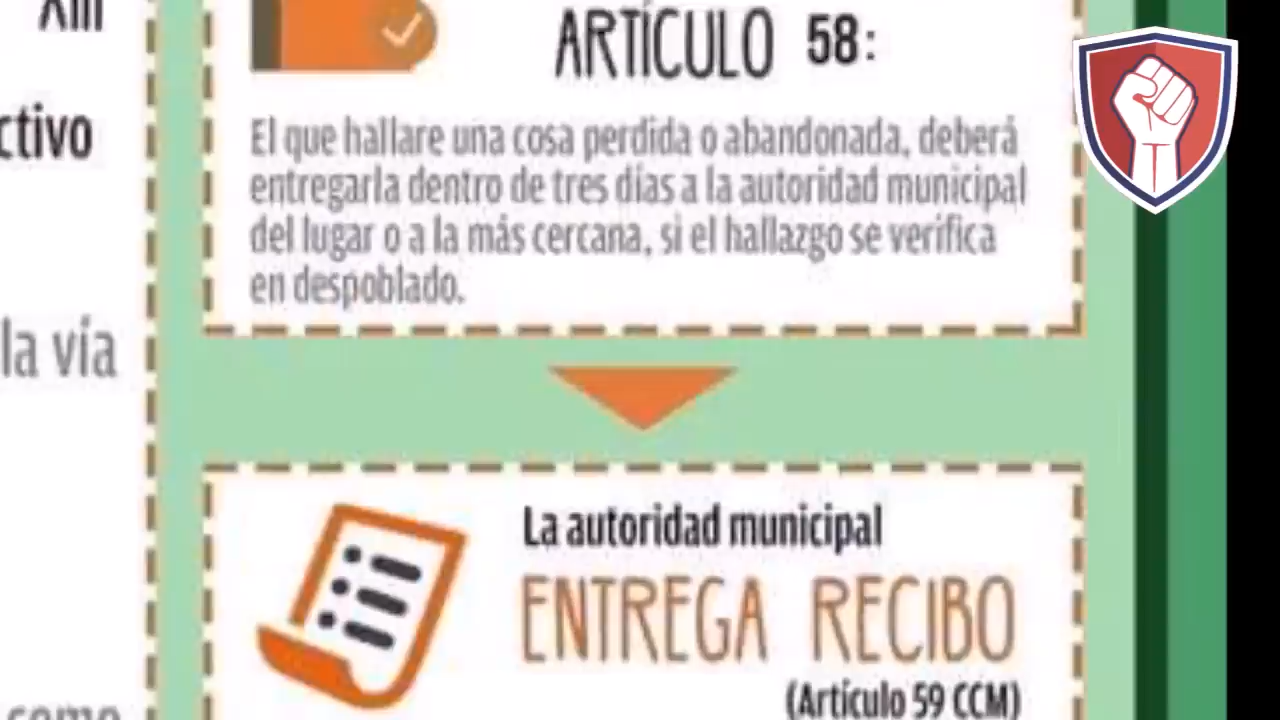 XIII
ctivo
la vía
como
ARTÍCULO 58:
El que hallare una cosa perdida o abandonada, deberá
entregarla dentro de tres días a la autoridad municipal
del lugar o a la más cercana, si el hallazgo se verifica
en despoblado.
La autoridad municipal
ENTREGA RECIBO
(Artículo 59 CCM)